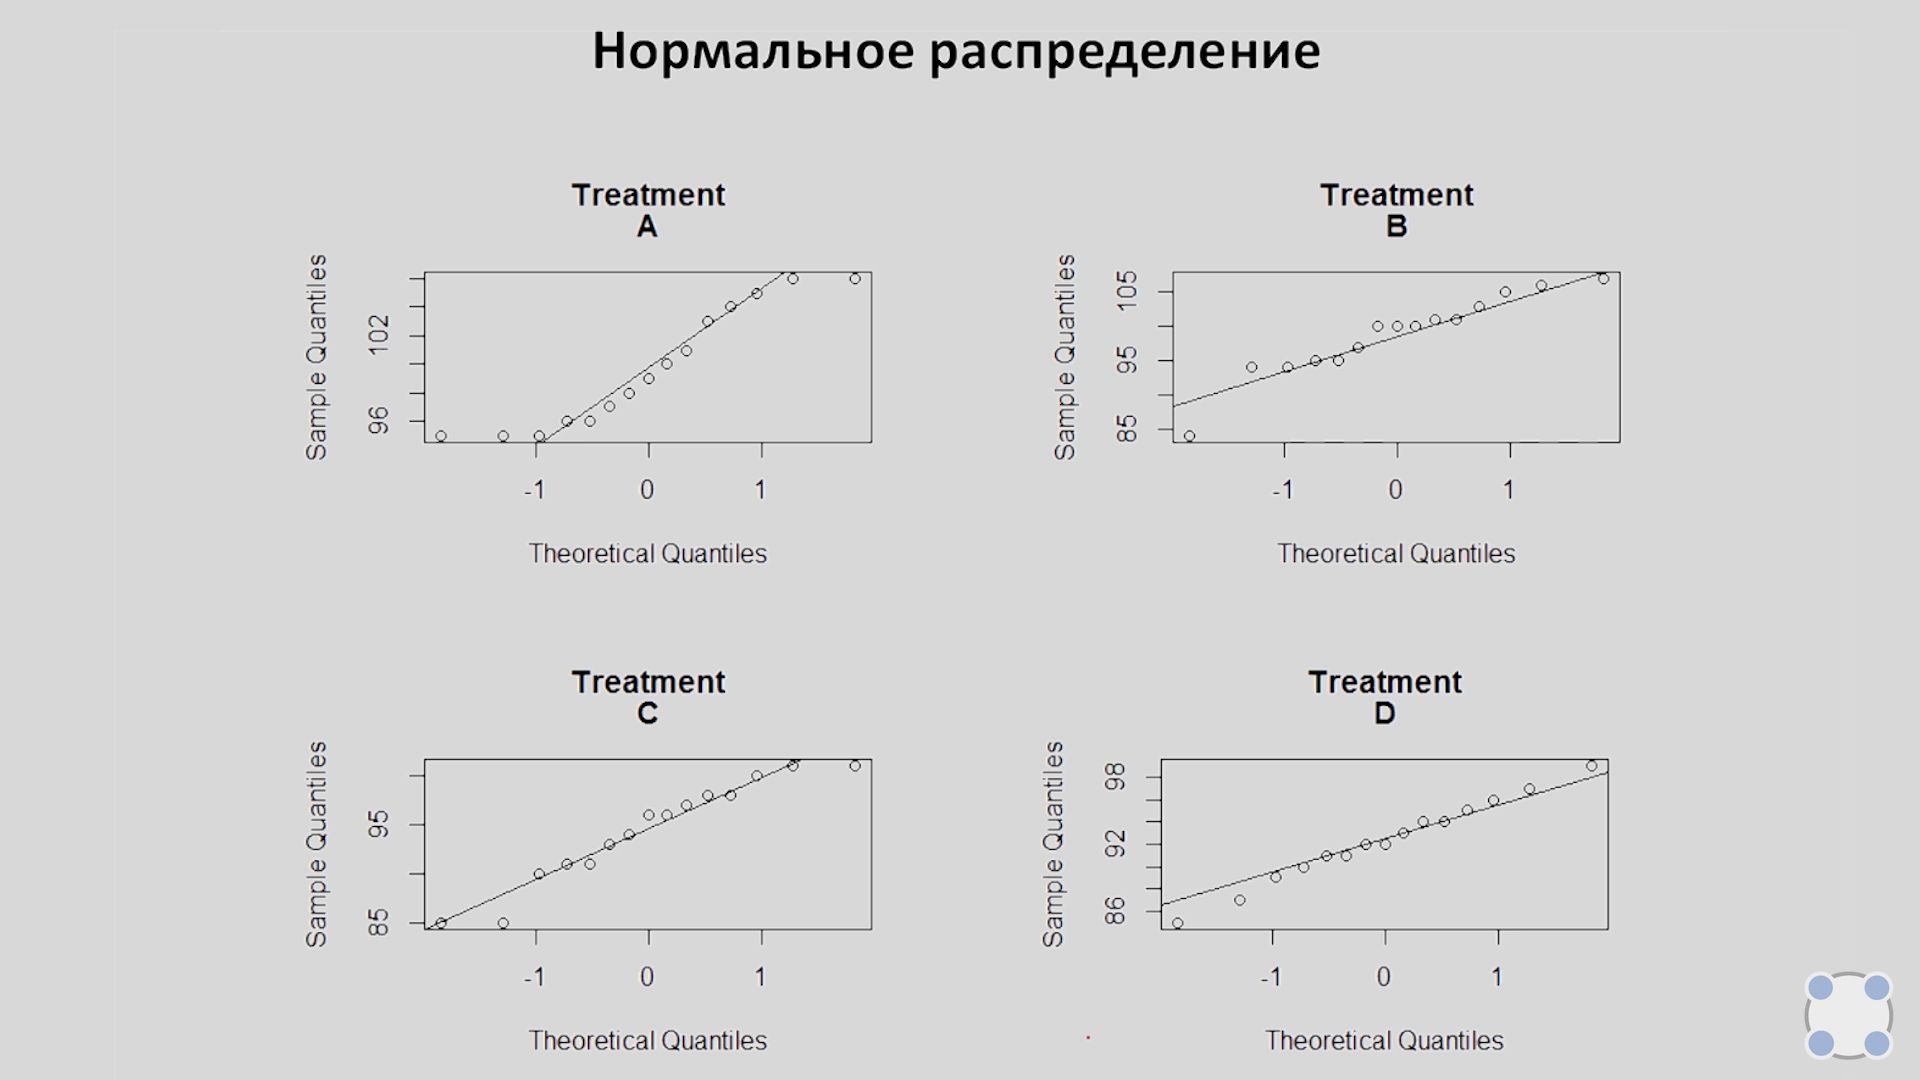 Нормальное распределение
Treatment
A
Sample Quantiles
96
102
-1
0
1
Theoretical Quantiles
Treatment
B
Sample Quantiles
85
95
105
-1
0
1
Theoretical Quantiles
Treatment
C
Sample Quantiles
85
95
-1
0
1
Theoretical Quantiles
Treatment
D
Sample Quantiles
86
92
98
-1
0
1
Theoretical Quantiles